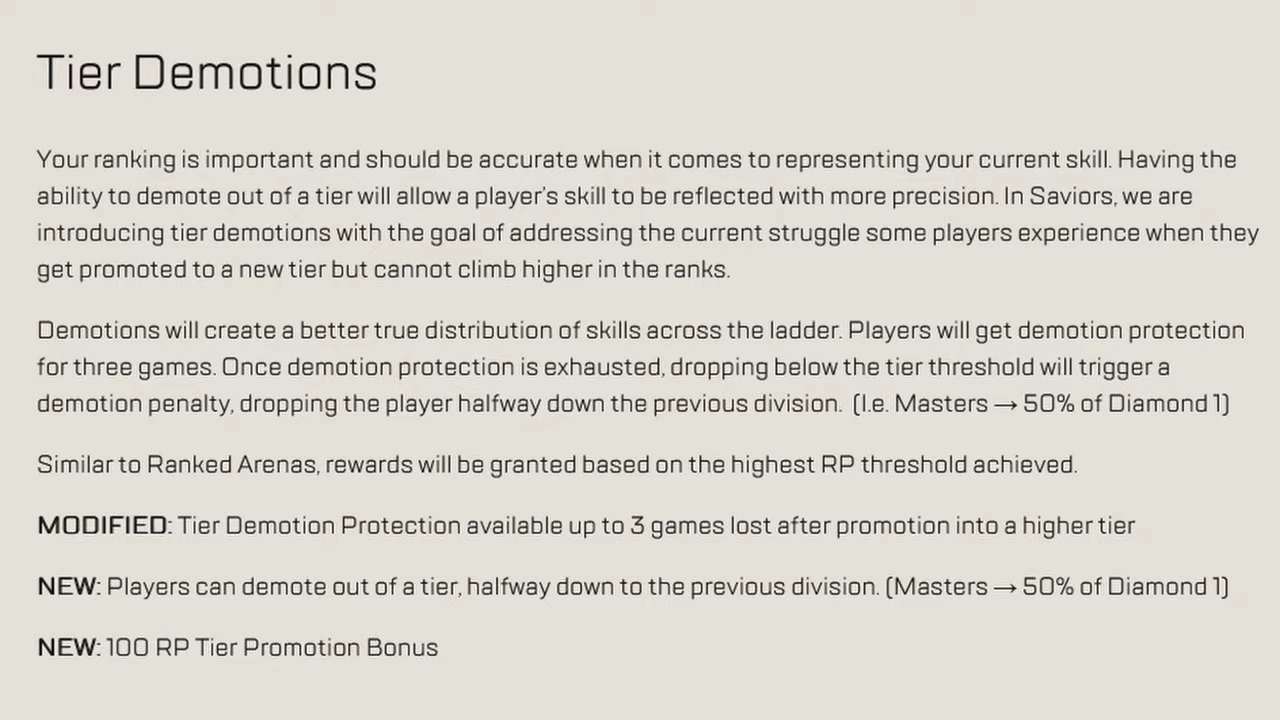 Tier Demotions
Your ranking is important and should be accurate when it comes to representing your current skill. Having the
ability to demote out of a tier will allow a player's skill to be reflected with more precision. In Saviors, we are
introducing tier demotions with the goal of addressing the current struggle some players experience when they
get promoted to a new tier but cannot climb higher in the ranks.
Demotions will create a better true distribution of skills across the ladder. Players will get demotion protection
for three games. Once demotion protection is exhausted, dropping below the tier threshold will trigger a
demotion penalty, dropping the player halfway down the previous division. (I.e. Masters → 50% of Diamond 1)
Similar to Ranked Arenas, rewards will be granted based on the highest RP threshold achieved.
MODIFIED: Tier Demotion Protection available up to 3 games lost after promotion into a higher tier
NEW: Players can demote out of a tier, halfway down to the previous division. (Masters → 50% of Diamond 1)
NEW: 100 RP Tier Promotion Bonus